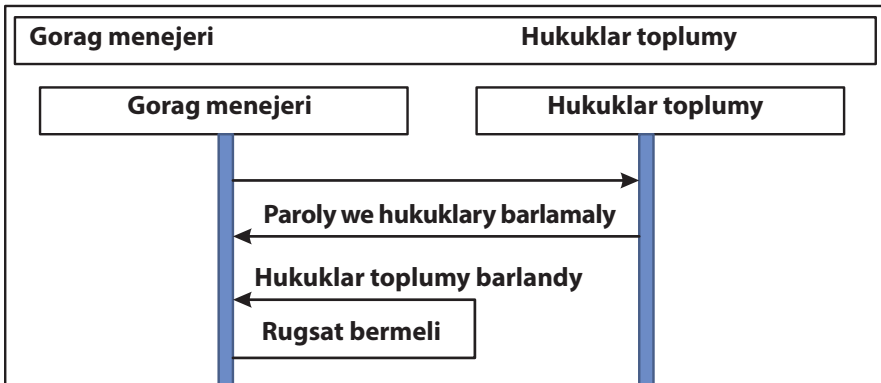 Gorag menejeri Hukuklar toplumy
Gorag menejeri Hukuklar toplumy
Paroly we hukuklary barlamaly
Hukuklar toplumy barlandy
Rugsat bermeli